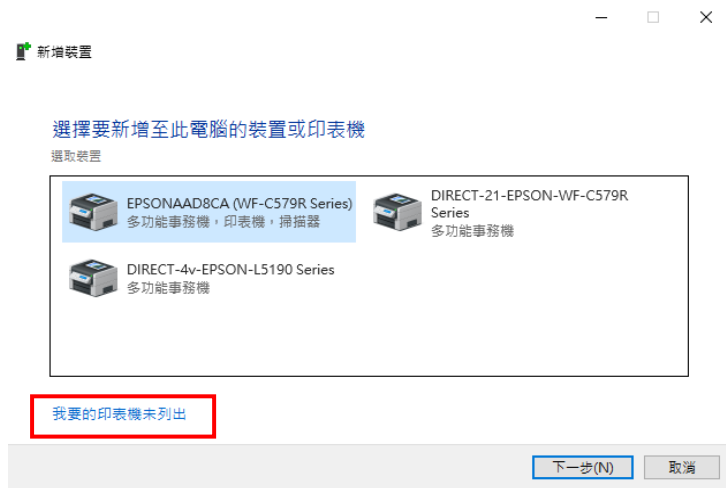 新增裝置
選擇要新增至此電腦的裝置或印表機
選取裝置
EPSONAAD8CA (WF-C579R Series)
多功能事務機，印表機，掃描器
DIRECT-21-EPSON-WF-C579R
Series
多功能事務機
DIRECT-4v-EPSON-L5190 Series
多功能事務機
我要的印表機未列出
下一步(N)
取消